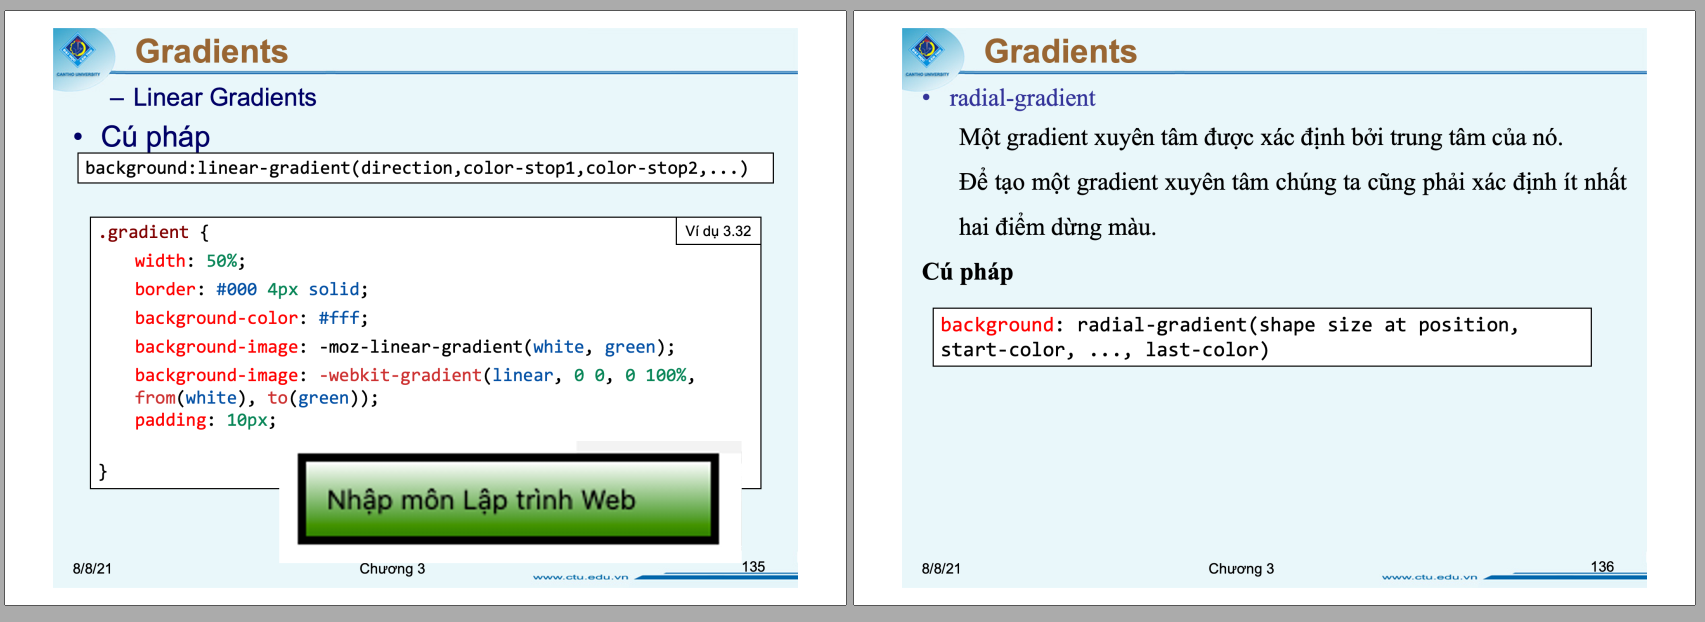 CANTHO UNIVERSITY
Gradients
– Linear Gradients
• Cú pháp
background:linear-gradient(direction,color-stop1,color-stop2,...)
Ví dụ 3.32
.gradient {
width: 50%;
border: #000 4px solid;
background-color: #fff;
background-image: -moz-linear-gradient(white, green);
background-image: -webkit-gradient(linear, 0 0, 0 100%,
from(white), to(green));
padding: 10px;
}
Nhập môn Lập trình Web
8/8/21
Chương 3
www.ctu.edu.vn
135
CANTHO UNIVERSITY
Gradients
• radial-gradient
Một gradient xuyên tâm được xác định bởi trung tâm của nó.
Để tạo một gradient xuyên tâm chúng ta cũng phải xác định ít nhất
hai điểm dừng màu.
Cú pháp
background: radial-gradient(shape size at position,
start-color, ..., last-color)
8/8/21
Chương 3
www.ctu.edu.vn
136